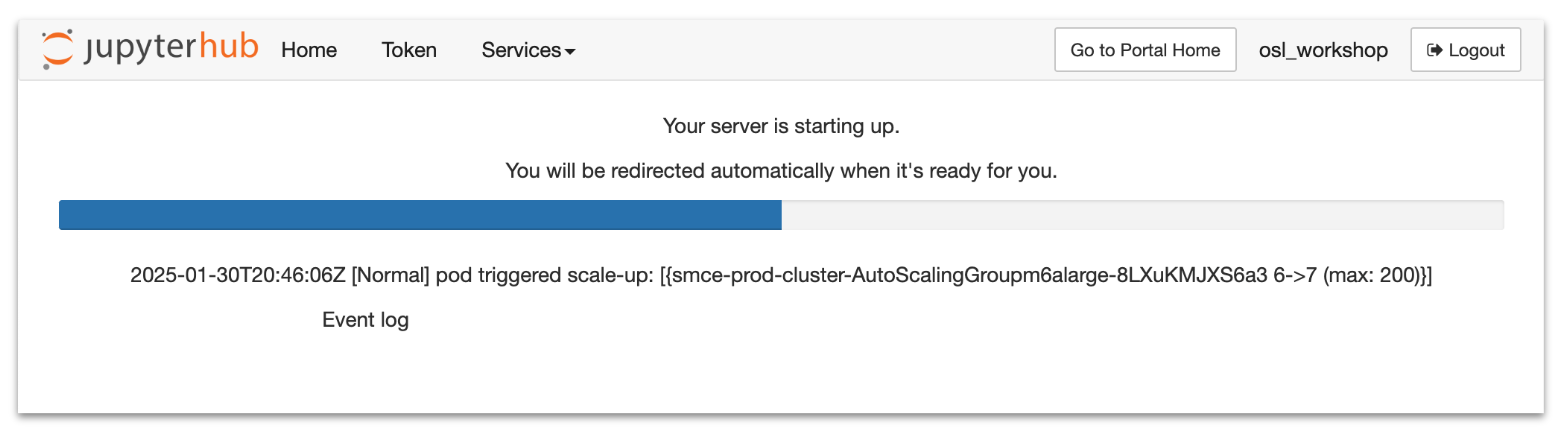 jupyterhub Home Token Services Go to Portal Home osl_workshop Logout
Your server is starting up.
You will be redirected automatically when it's ready for you.
2025-01-30T20:46:06Z [Normal] pod triggered scale-up: [{smce-prod-cluster-AutoScalingGroupm6alarge-8LXuKMJXS6a3 6->7 (max: 200)}]
Event log